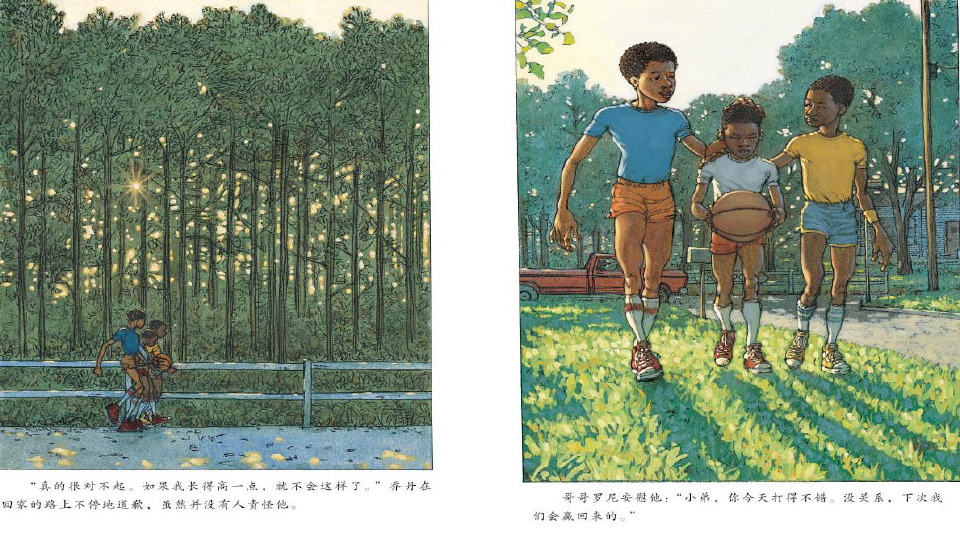 “真的很对不起。如果我长得高一点，就不会这样了。”乔丹在
回家的路上不停地道歉，虽然并没有人责怪他。
哥哥罗尼安慰他：“小弟，你今天打得不错。没关系，下次我
们会赢回来的。”